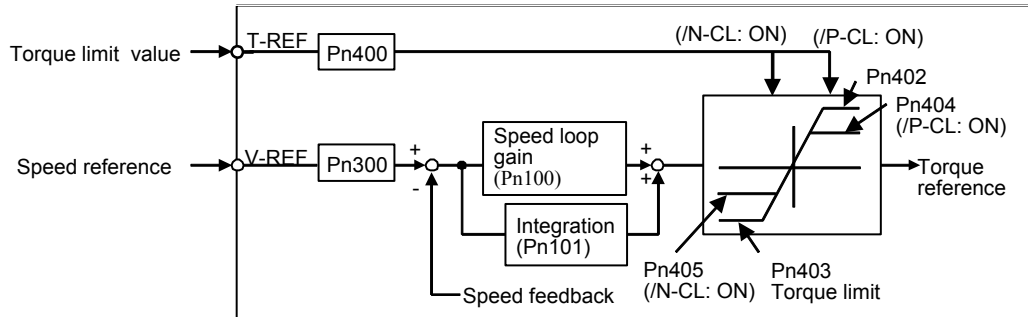 Torque limit value
T-REF
Pn400
(/N-CL: ON)
(/P-CL: ON)
Pn402
Pn404
(/P-CL: ON)
Speed reference
V-REF
Pn300
+
-
Speed loop
gain
(Pn100)
+
+
Torque
reference
Integration
(Pn101)
Pn405
(/N-CL: ON)
Pn403
Torque limit
Speed feedback